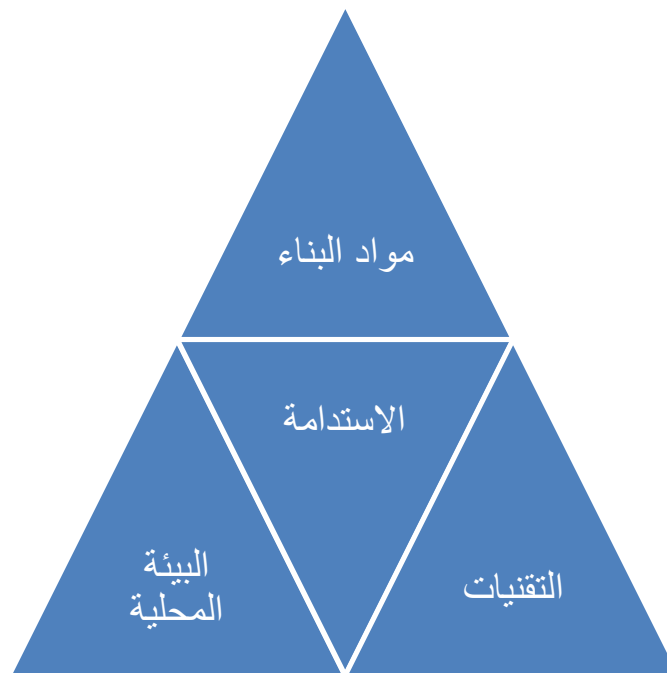 مواد البناء
الاستدامة
البيئة
المحلية
التقنيات